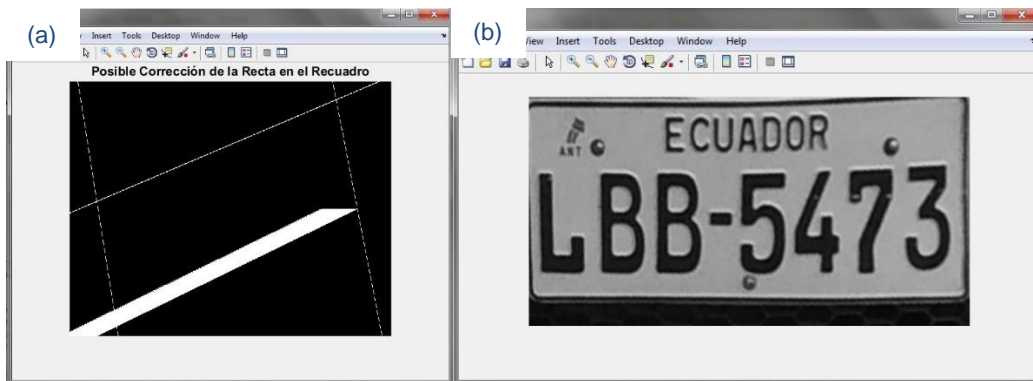 (a)
Insert Tools Desktop Window Help
Posible Corrección de la Recta en el Recuadro
(b)
View Insert Tools Desktop Window Help
ECUADOR
ANT
LBB-5473